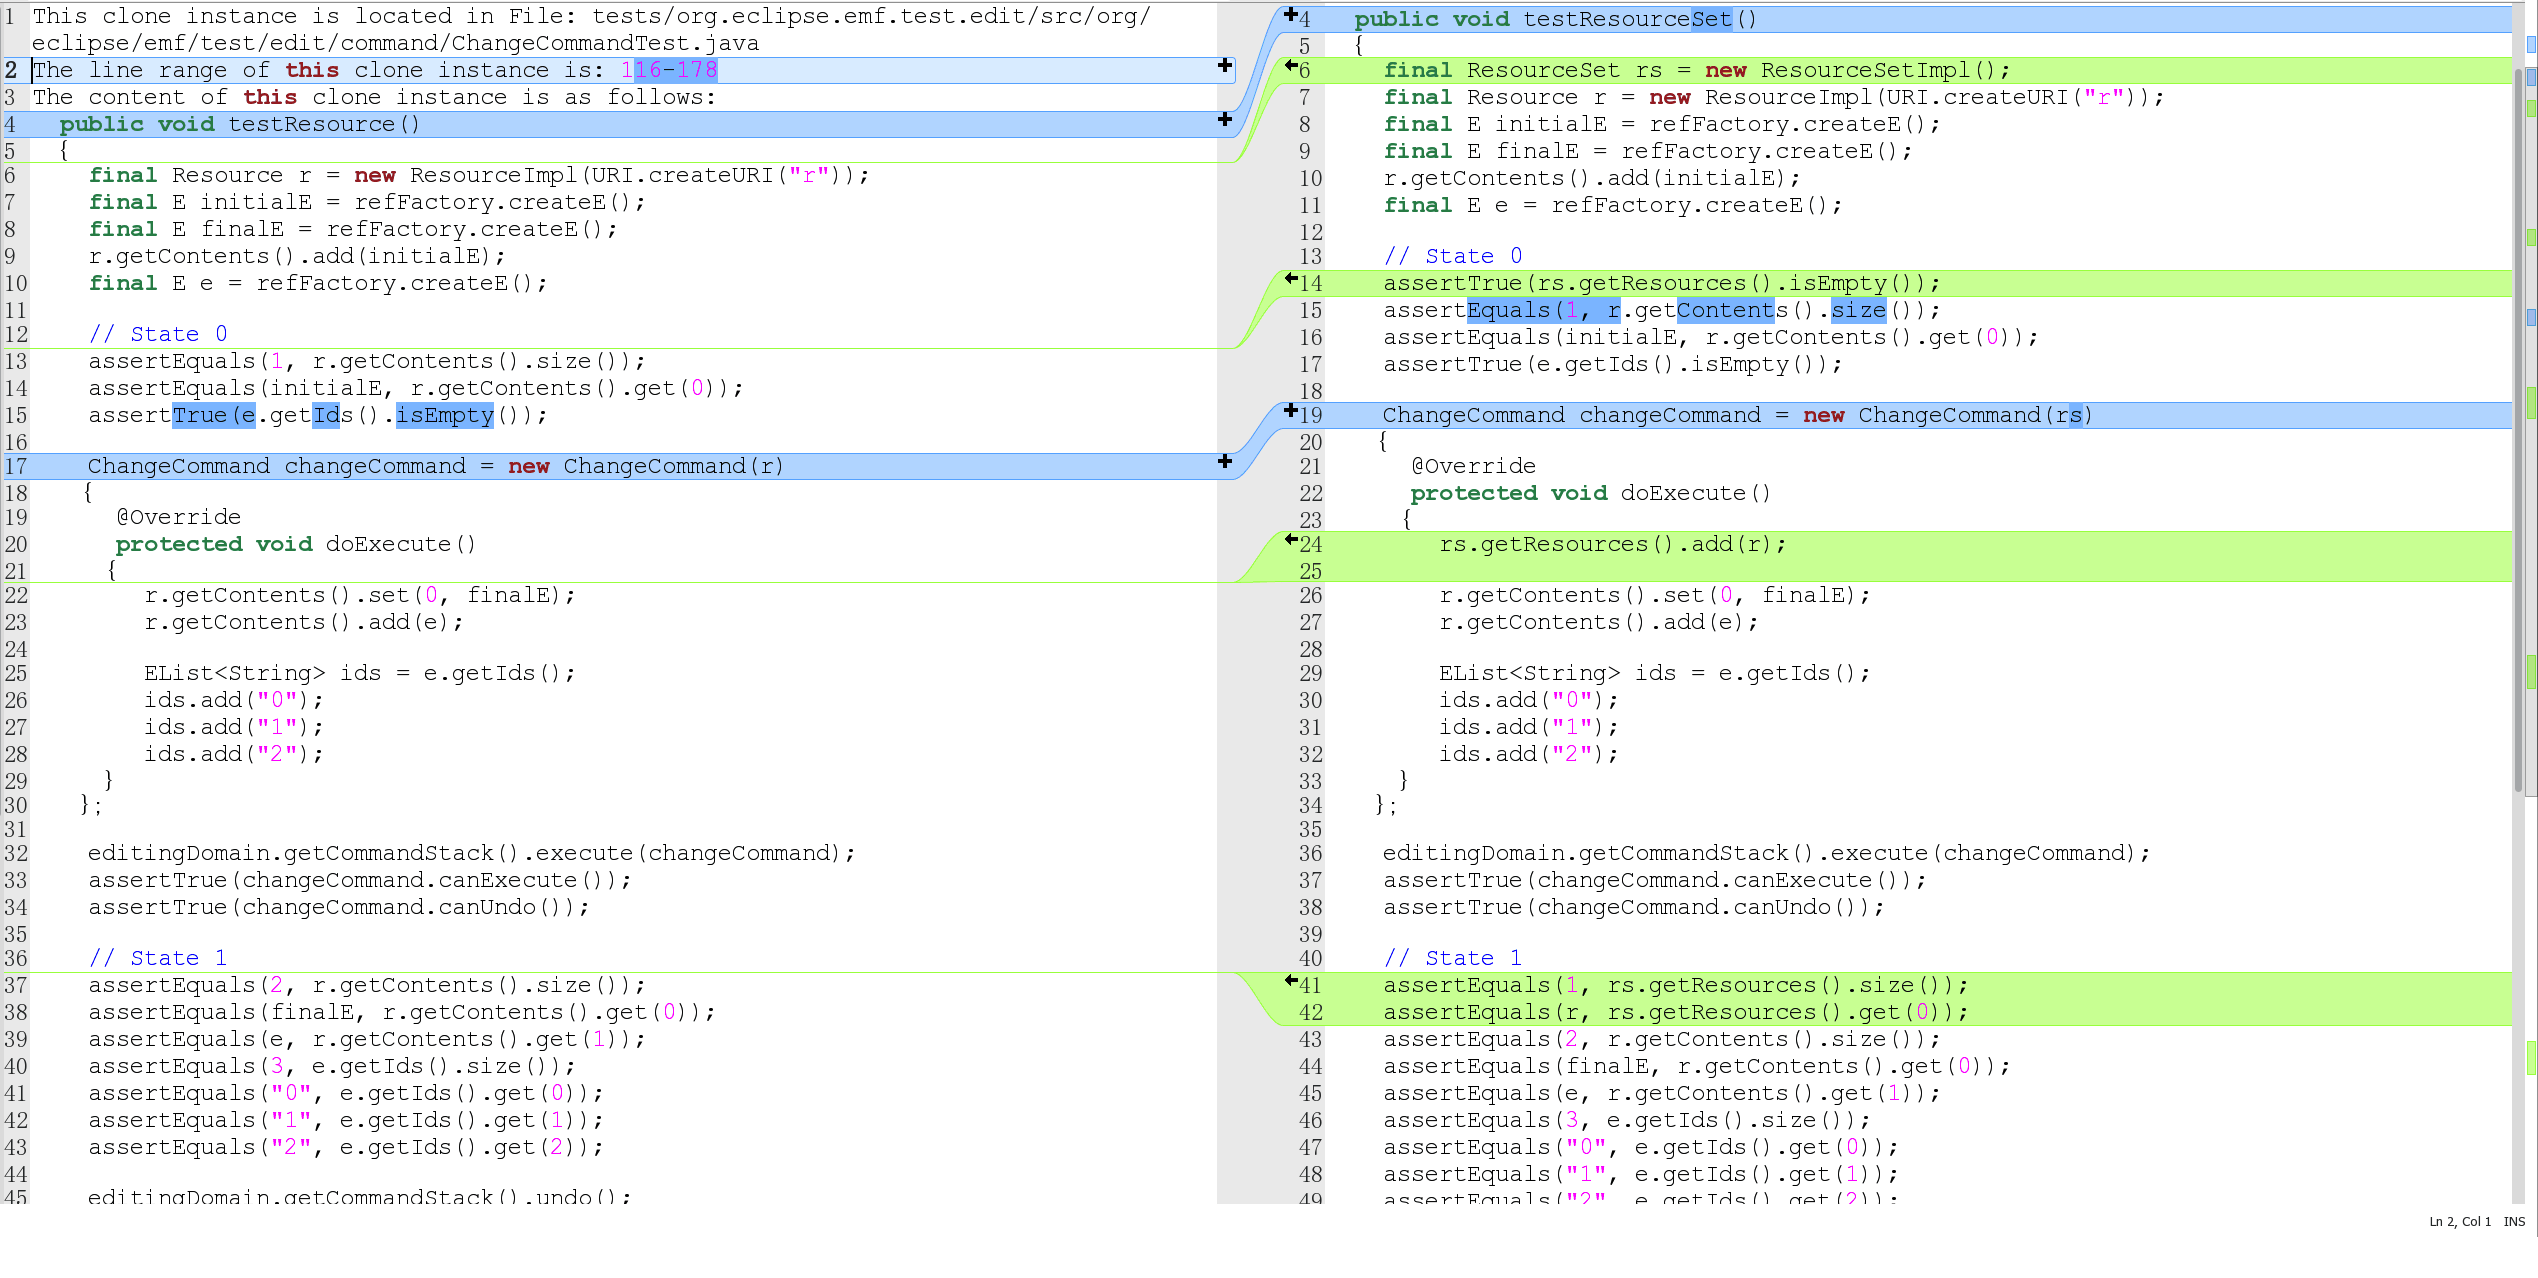 1 This clone instance is located in File: tests/org.eclipse.emf.test.edit/src/org/
eclipse/emf/test/edit/command/ChangeCommandTest.java
2 The line range of this clone instance is: 116-178
3 The content of this clone instance is as follows:
4 public void testResource()
5 {
6 final Resource r = new ResourceImpl(URI.createURI("r"));
7 final E initialE = refFactory.createE();
8 final E finalE = refFactory.createE();
9 r.getContents().add(initialE);
10 final E e = refFactory.createE();
11
12 // State 0
13 assertEquals(1, r.getContents().size());
14 assertEquals(initialE, r.getContents().get(0));
15 assertTrue(e.getIds().isEmpty());
16
17 ChangeCommand changeCommand = new ChangeCommand(r)
18 {
19 @Override
20 protected void doExecute()
21 {
22 r.getContents().set(0, finalE);
23 r.getContents().add(e);
24
25 EList<String> ids = e.getIds();
26 ids.add("0");
27 ids.add("1");
28 ids.add("2");
29 }
30 };
31
32 editingDomain.getCommandStack().execute(changeCommand);
33 assertTrue(changeCommand.canExecute());
34 assertTrue(changeCommand.canUndo());
35
36 // State 1
37 assertEquals(2, r.getContents().size());
38 assertEquals(finalE, r.getContents().get(0));
39 assertEquals(e, r.getContents().get(1));
40 assertEquals(3, e.getIds().size());
41 assertEquals("0", e.getIds().get(0));
42 assertEquals("1", e.getIds().get(1));
43 assertEquals("2", e.getIds().get(2));
44
45 editingDomain.getCommandStack().undo();
4 public void testResourceSet()
5 {
6 final ResourceSet rs = new ResourceSetImpl();
7 final Resource r = new ResourceImpl(URI.createURI("r"));
8 final E initialE = refFactory.createE();
9 final E finalE = refFactory.createE();
10 r.getContents().add(initialE);
11 final E e = refFactory.createE();
12
13 // State 0
14 assertTrue(rs.getResources().isEmpty());
15 assertEquals(1, r.getContents().size());
16 assertEquals(initialE, r.getContents().get(0));
17 assertTrue(e.getIds().isEmpty());
18
19 ChangeCommand changeCommand = new ChangeCommand(rs)
20 {
21 @Override
22 protected void doExecute()
23 {
24 rs.getResources().add(r);
25
26 r.getContents().set(0, finalE);
27 r.getContents().add(e);
28
29 EList<String> ids = e.getIds();
30 ids.add("0");
31 ids.add("1");
32 ids.add("2");
33 }
34 };
35
36 editingDomain.getCommandStack().execute(changeCommand);
37 assertTrue(changeCommand.canExecute());
38 assertTrue(changeCommand.canUndo());
39
40 // State 1
41 assertEquals(1, rs.getResources().size());
42 assertEquals(r, rs.getResources().get(0));
43 assertEquals(2, r.getContents().size());
44 assertEquals(finalE, r.getContents().get(0));
45 assertEquals(e, r.getContents().get(1));
46 assertEquals(3, e.getIds().size());
47 assertEquals("0", e.getIds().get(0));
48 assertEquals("1", e.getIds().get(1));
49 assertEquals("2", e.getIds().get(2));
Ln 2, Col 1 INS